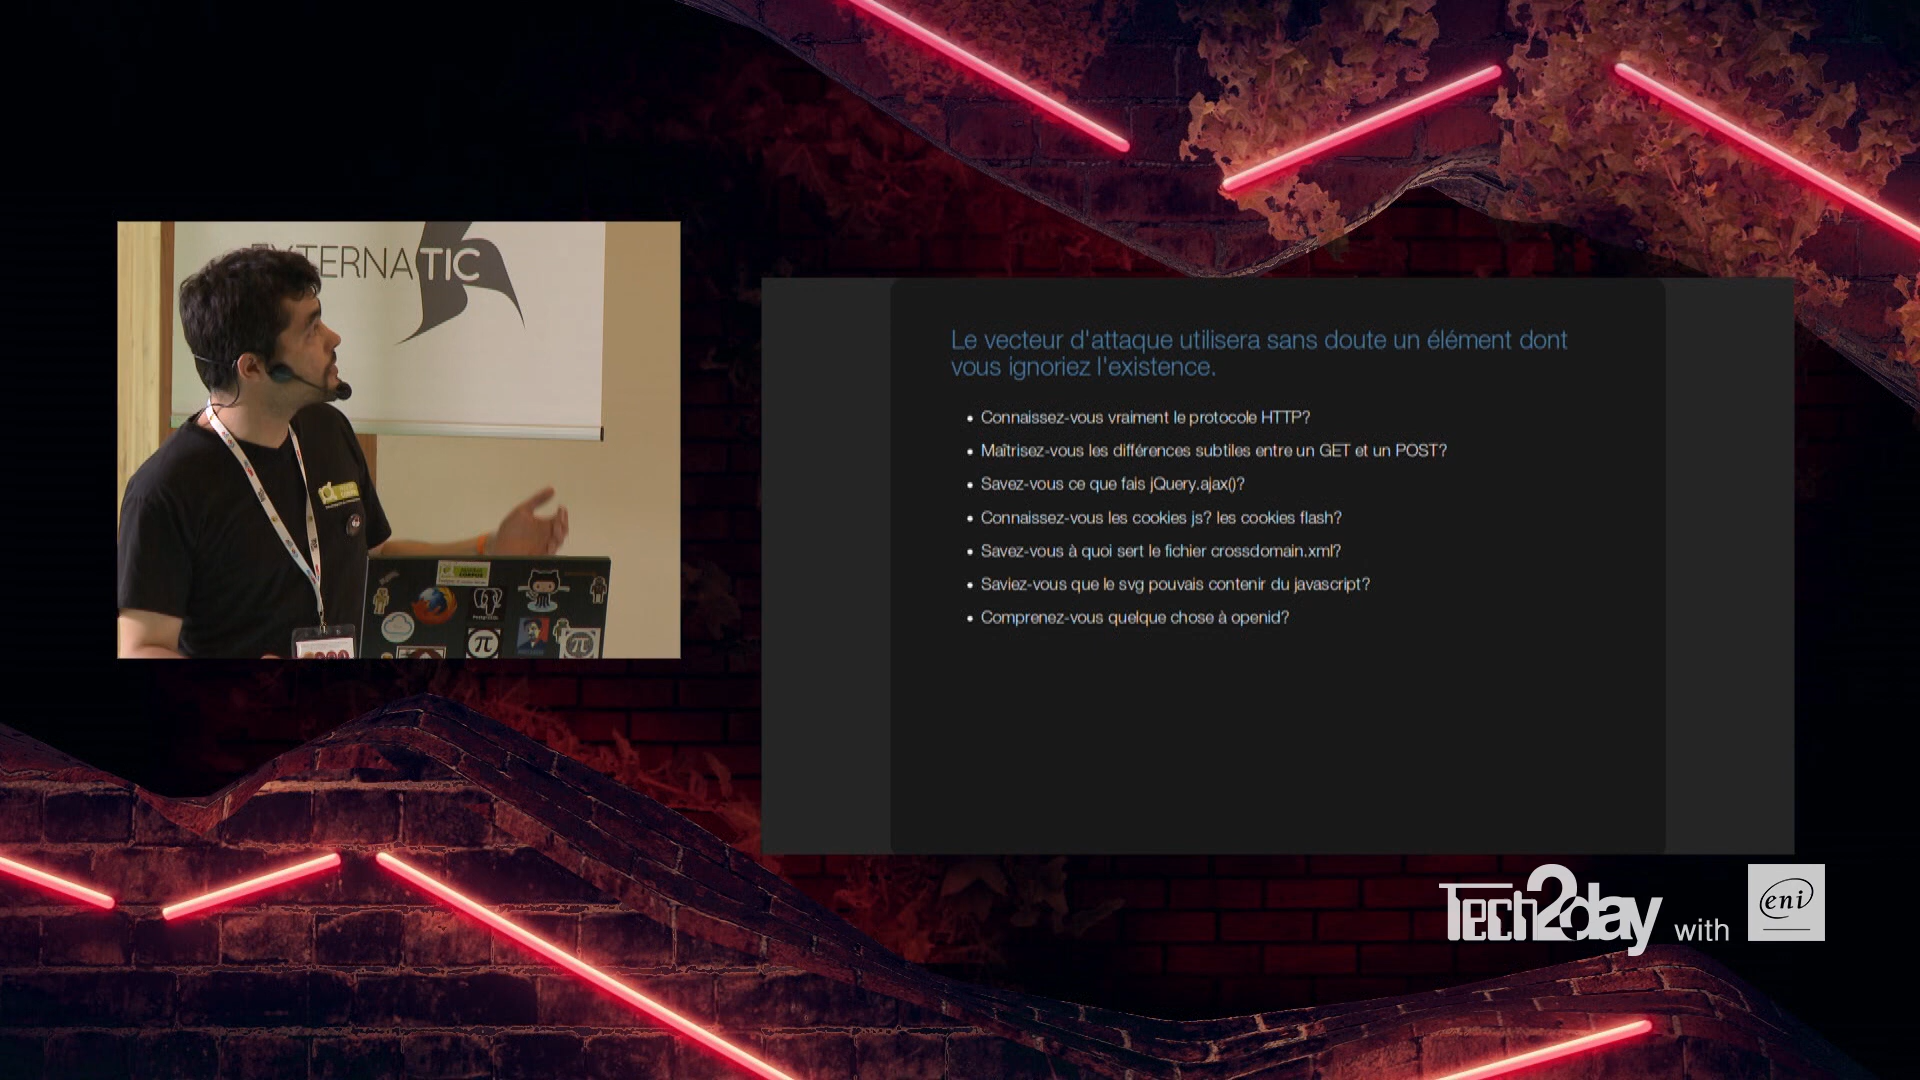 EXTERNATIC
Le vecteur d'attaque utilisera sans doute un élément dont
vous ignoriez l'existence.
Connaissez-vous vraiment le protocole HTTP?
Maîtrisez-vous les différences subtiles entre un GET et un POST?
Savez-vous ce que fais jQuery.ajax()?
Connaissez-vous les cookies js? les cookies flash?
Savez-vous à quoi sert le fichier crossdomain.xml?
Saviez-vous que le svg pouvais contenir du javascript?
Comprenez-vous quelque chose à openid?
Tech2day with eni